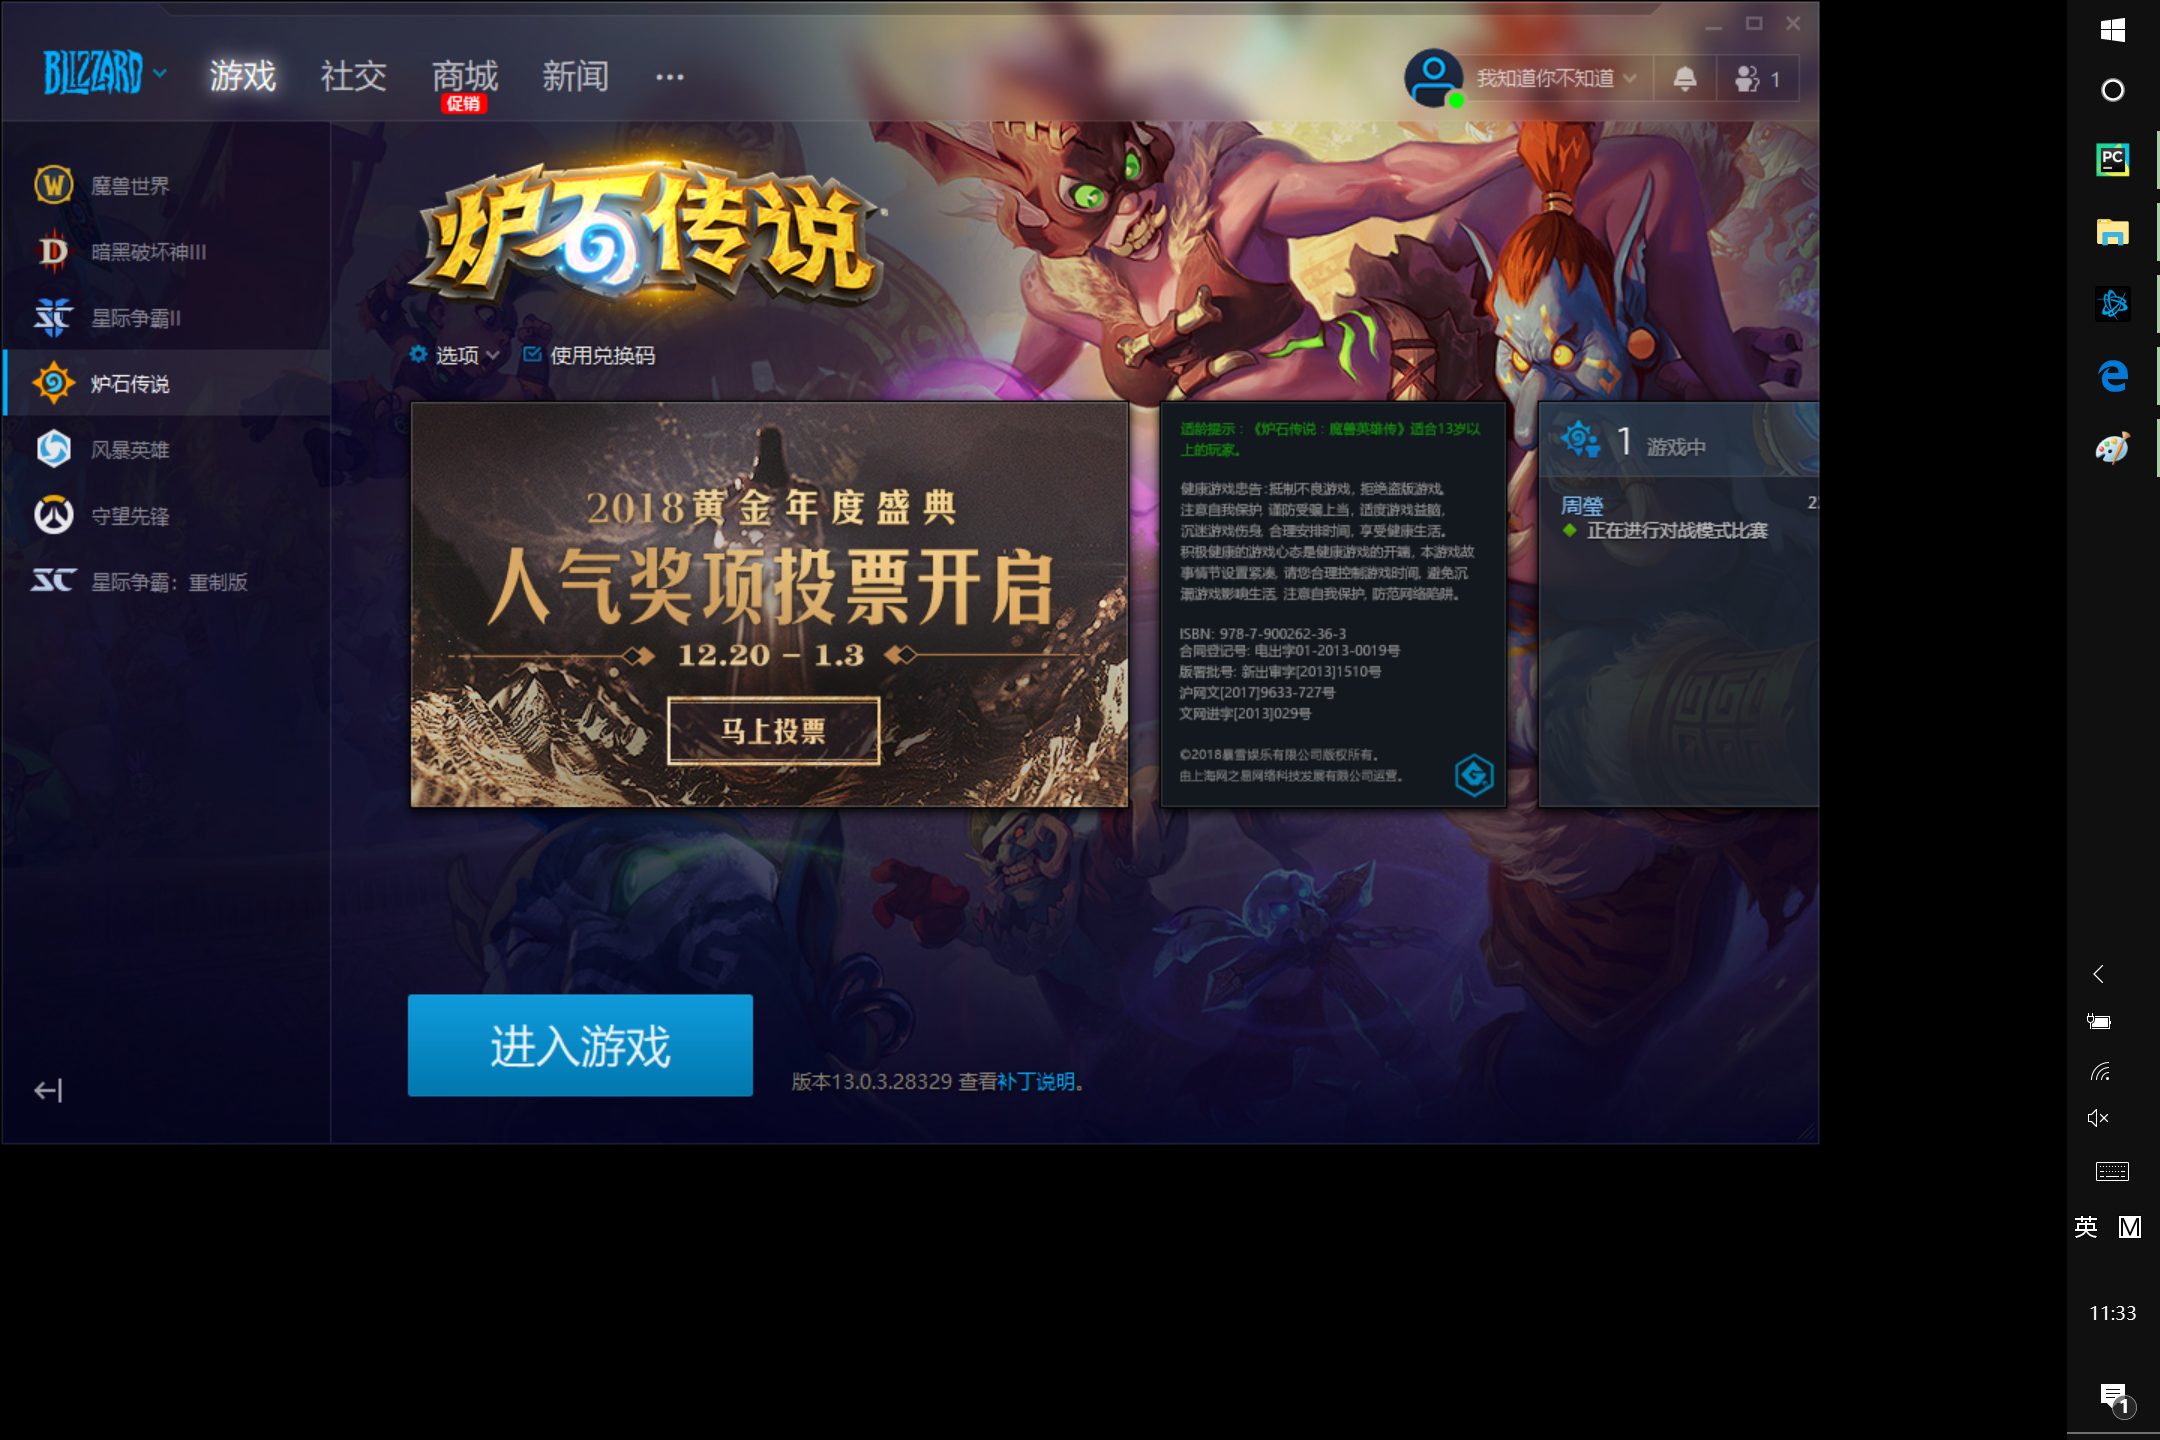 BLIZZARD
游戏
社交
商城
促销
新闻
我知道你不知道
1
魔兽世界
暗黑破坏神III
星际争霸II
炉石传说
风暴英雄
守望先锋
星际争霸：重制版
炉石传说
选项
使用兑换码
2018黄金年度盛典
人气奖项投票开启
12.20 – 1.3
马上投票
适龄提示：《炉石传说：魔兽英雄传》适合13岁以
上的玩家。
健康游戏忠告:抵制不良游戏, 拒绝盗版游戏。
注意自我保护, 谨防受骗上当, 适度游戏益脑,
沉迷游戏伤身, 合理安排时间, 享受健康生活。
积极健康的游戏心态是健康游戏的开端, 本游戏故
事情节设置紧凑, 请您合理控制游戏时间, 避免沉
溺游戏影响生活, 注意自我保护, 防范网络陷阱。
ISBN: 978-7-900262-36-3
合同登记号: 电出字01-2013-0019号
版署批号: 新出审字[2013]1510号
沪网文[2017]9633-727号
文网进字[2013]029号
©2018暴雪娱乐有限公司版权所有。
由上海网之易网络科技发展有限公司运营。
1 游戏中
周瑩
正在进行对战模式比赛
进入游戏
版本13.0.3.28329 查看补丁说明。
PC
英 M
11:33
1